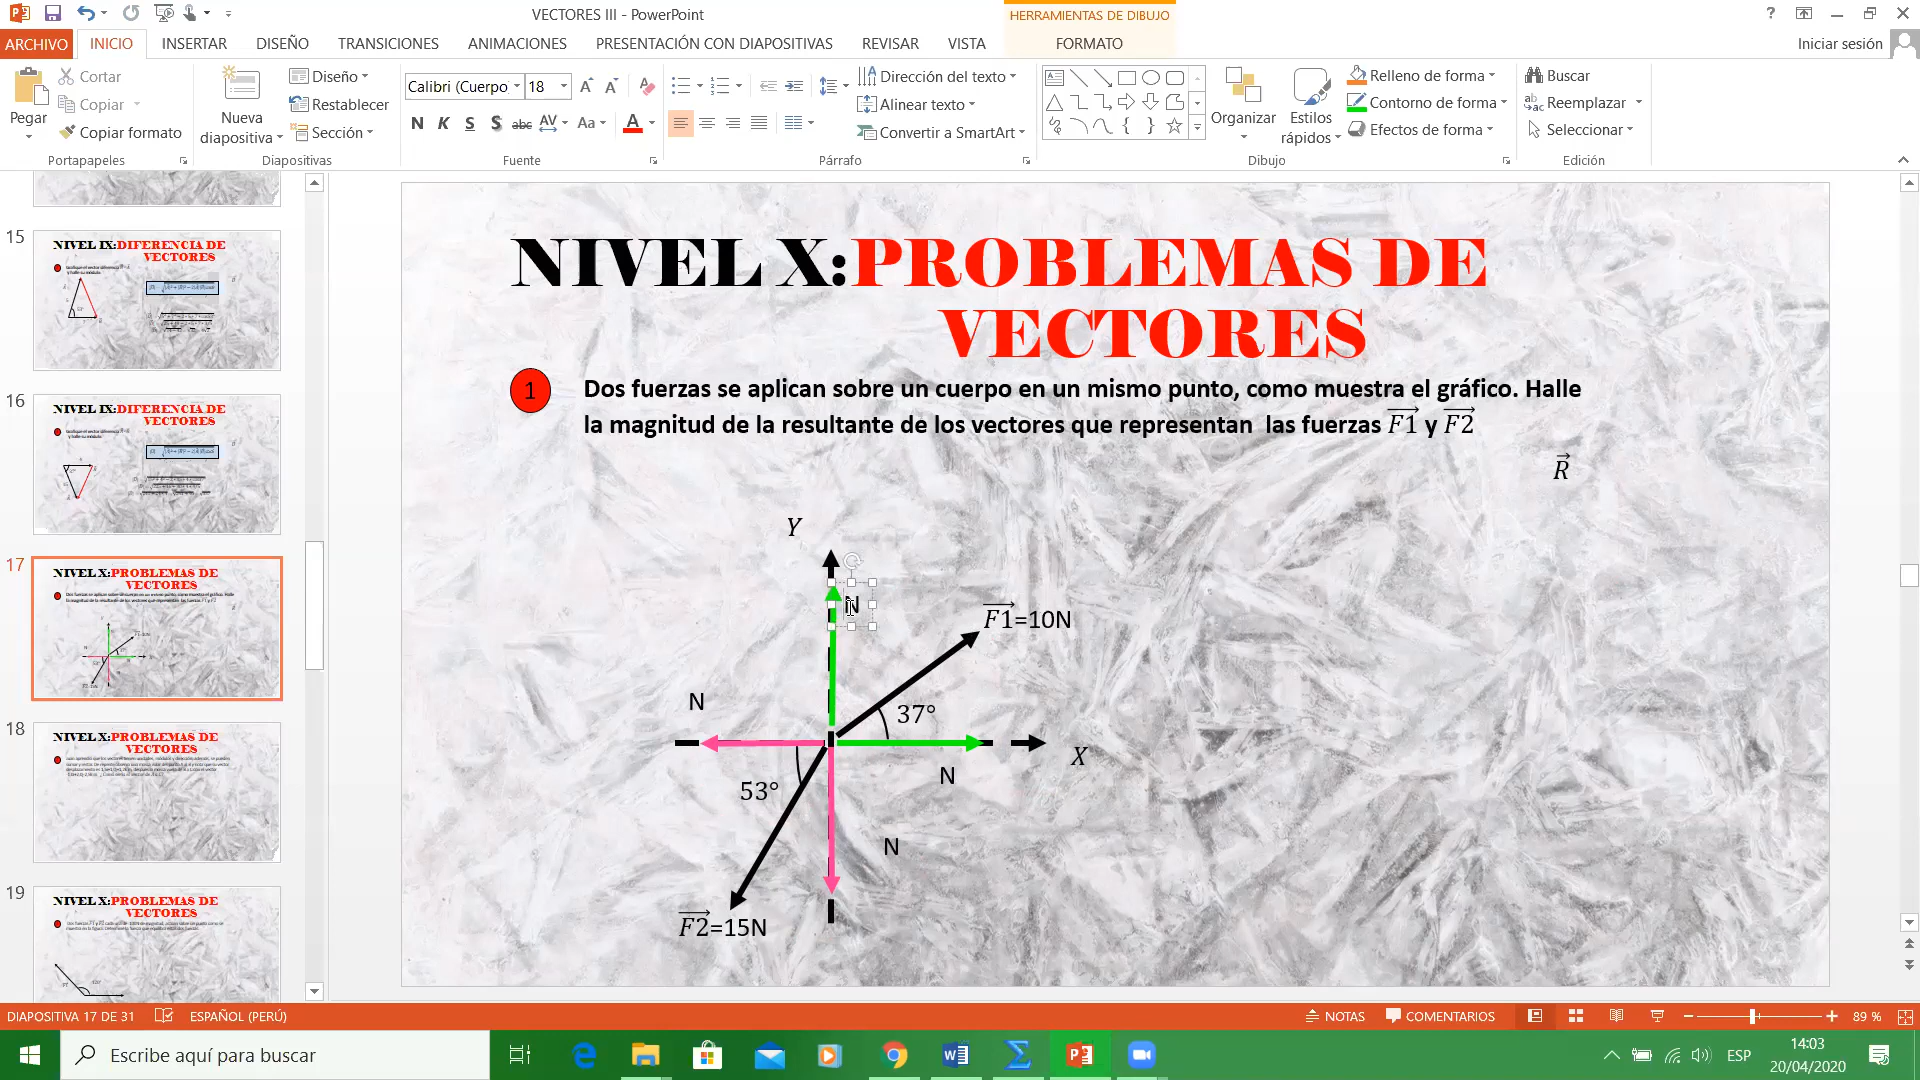 VECTORES III - PowerPoint
HERRAMIENTAS DE DIBUJO
?
ARCHIVO
INICIO
INSERTAR
DISEÑO
TRANSICIONES
ANIMACIONES
PRESENTACIÓN CON DIAPOSITIVAS
REVISAR
VISTA
FORMATO
Iniciar sesión
Pegar
Cortar
Copiar
Copiar formato
Portapapeles
Nueva
diapositiva
Diseño
Restablecer
Sección
Diapositivas
Calibri (Cuerpo
18
N K S S abc AV Aa A
Fuente
Dirección del texto
Alinear texto
Convertir a SmartArt
Párrafo
Organizar
Estilos
rápidos
Relleno de forma
Contorno de forma
Efectos de forma
Dibujo
Buscar
Reemplazar
Seleccionar
Edición
15
NIVEL IX:DIFERENCIA DE
VECTORES
16
NIVEL IX:DIFERENCIA DE
VECTORES
17
NIVEL X:PROBLEMAS DE
VECTORES
18
NIVEL X:PROBLEMAS DE
VECTORES
19
NIVEL X:PROBLEMAS DE
VECTORES
NIVEL X:PROBLEMAS DE
VECTORES
1
Dos fuerzas se aplican sobre un cuerpo en un mismo punto, como muestra el gráfico. Halle
la magnitud de la resultante de los vectores que representan las fuerzas F1 y F2
R
Y
N
F1=10N
N
37°
X
53°
N
N
F2=15N
DIAPOSITIVA 17 DE 31
ESPAÑOL (PERÚ)
NOTAS
COMENTARIOS
89 %
Escribe aquí para buscar
ESP
14:03
20/04/2020